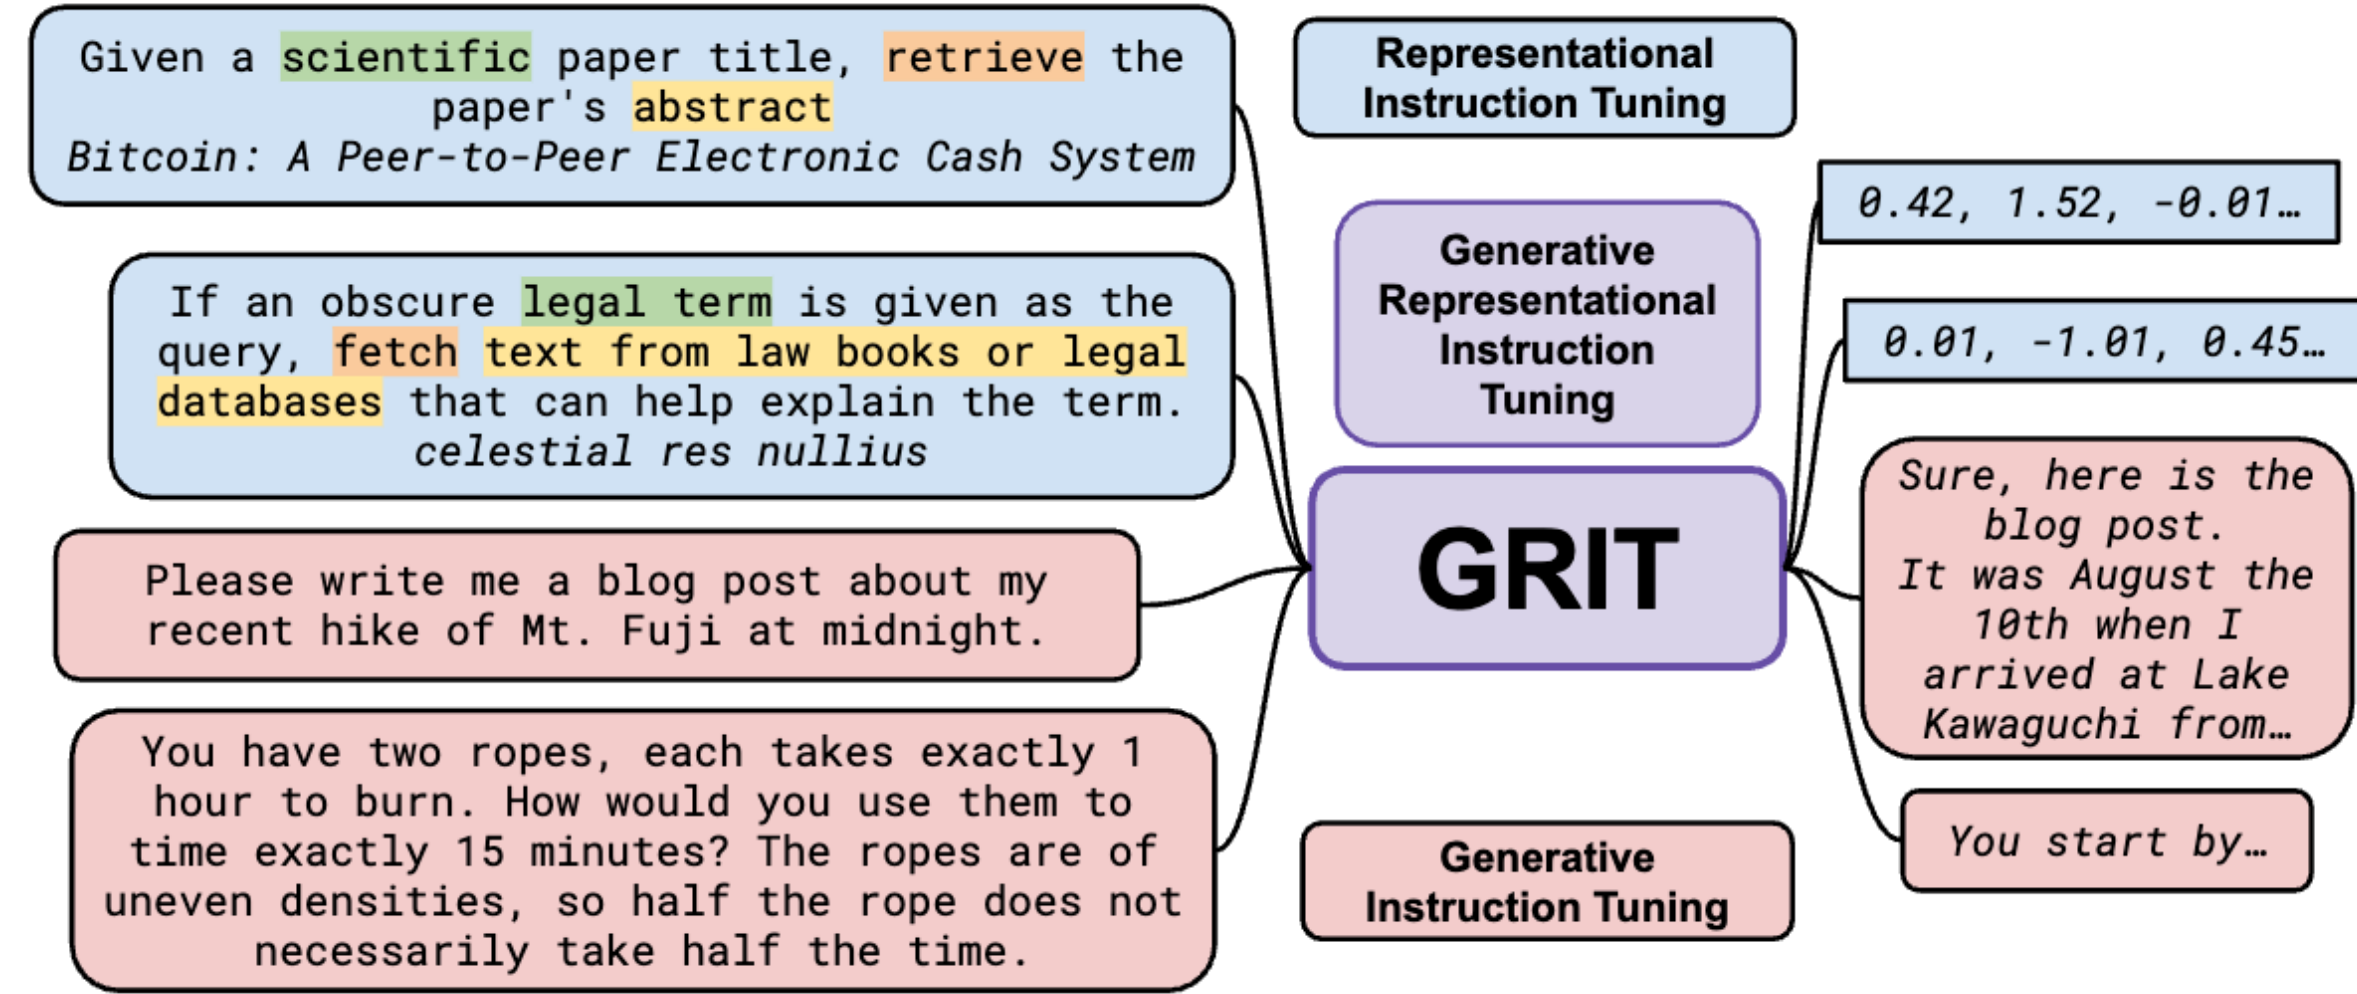 Given a scientific paper title, retrieve the
paper's abstract
Bitcoin: A Peer-to-Peer Electronic Cash System
If an obscure legal term is given as the
query, fetch text from law books or legal
databases that can help explain the term.
celestial res nullius
Please write me a blog post about my
recent hike of Mt. Fuji at midnight.
You have two ropes, each takes exactly 1
hour to burn. How would you use them to
time exactly 15 minutes? The ropes are of
uneven densities, so half the rope does not
necessarily take half the time.
Representational
Instruction Tuning
Generative
Representational
Instruction
Tuning
GRIT
Generative
Instruction Tuning
0.42, 1.52, -0.01…
0.01, -1.01, 0.45…
Sure, here is the
blog post.
It was August the
10th when I
arrived at Lake
Kawaguchi from…
You start by…